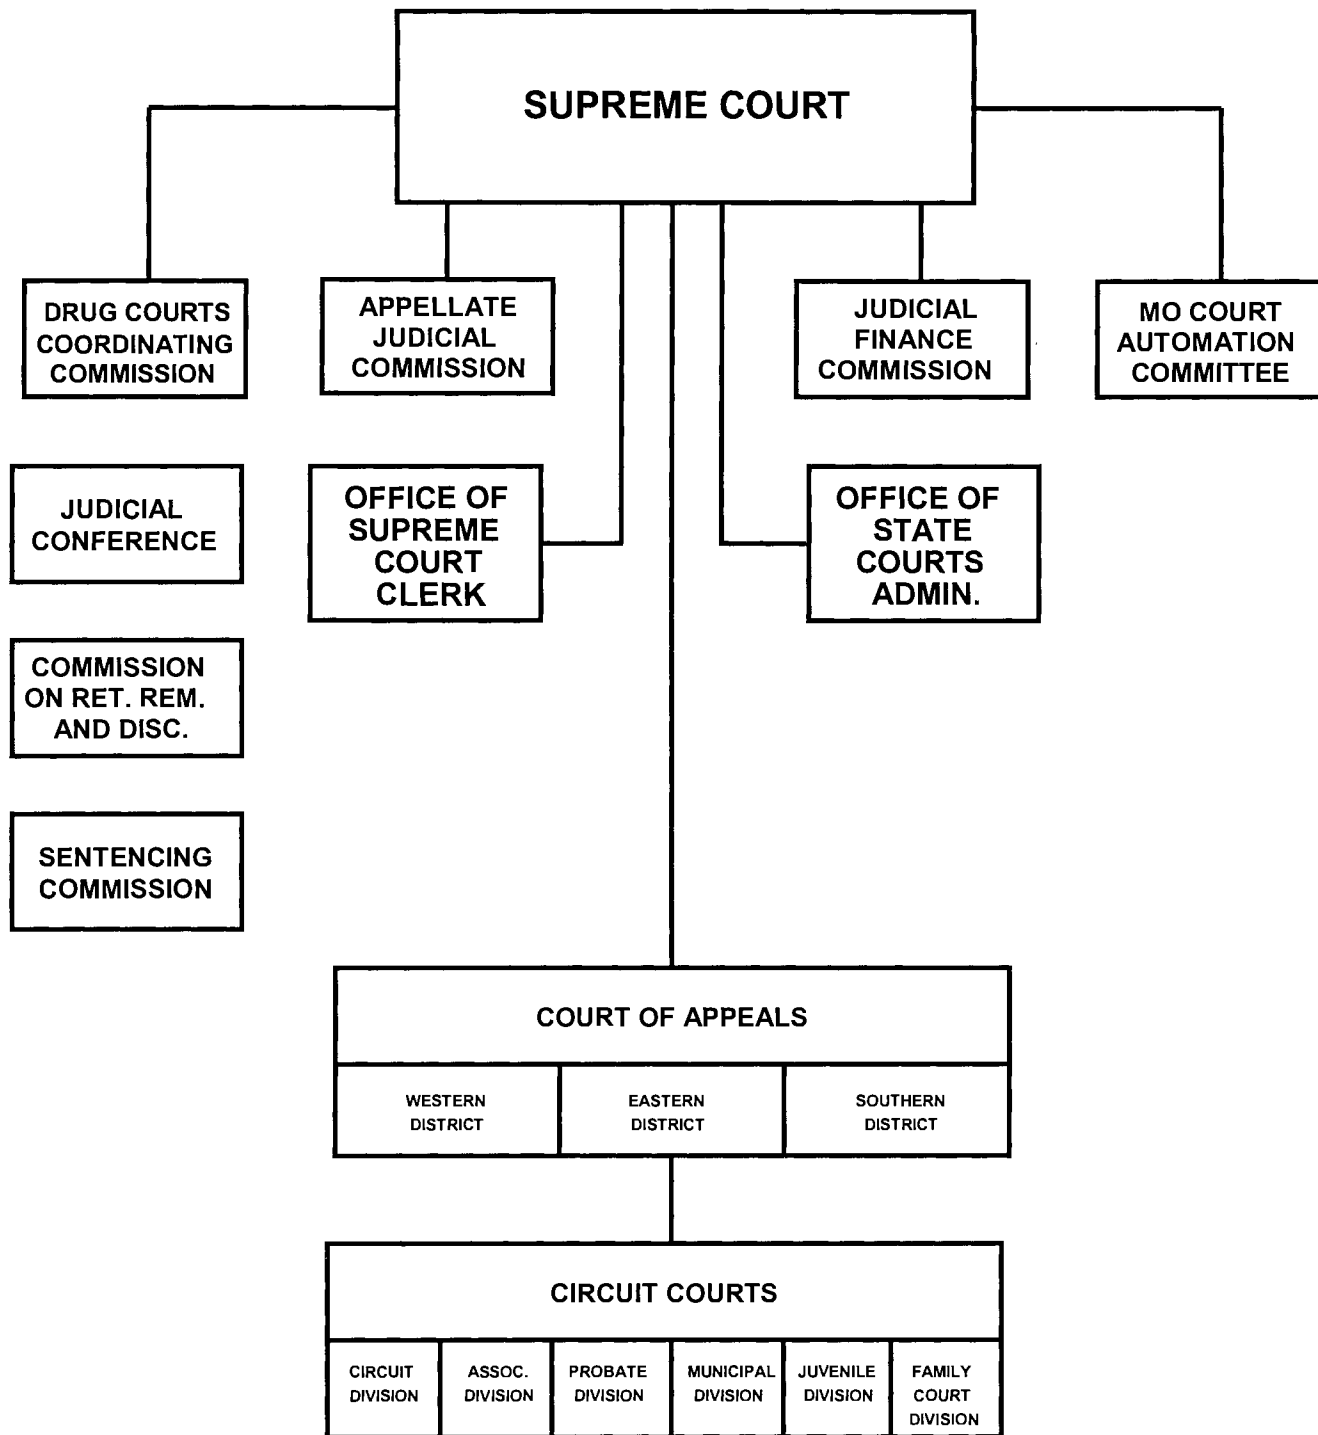 SUPREME COURT
DRUG COURTS
COORDINATING
COMMISSION
APPELLATE
JUDICIAL
COMMISSION
JUDICIAL
FINANCE
COMMISSION
MO COURT
AUTOMATION
COMMITTEE
JUDICIAL
CONFERENCE
OFFICE OF
SUPREME
COURT
CLERK
OFFICE OF
STATE
COURTS
ADMIN.
COMMISSION
ON RET. REM.
AND DISC.
SENTENCING
COMMISSION
COURT OF APPEALS
WESTERN
DISTRICT
EASTERN
DISTRICT
SOUTHERN
DISTRICT
CIRCUIT COURTS
CIRCUIT
DIVISION
ASSOC.
DIVISION
PROBATE
DIVISION
MUNICIPAL
DIVISION
JUVENILE
DIVISION
FAMILY
COURT
DIVISION